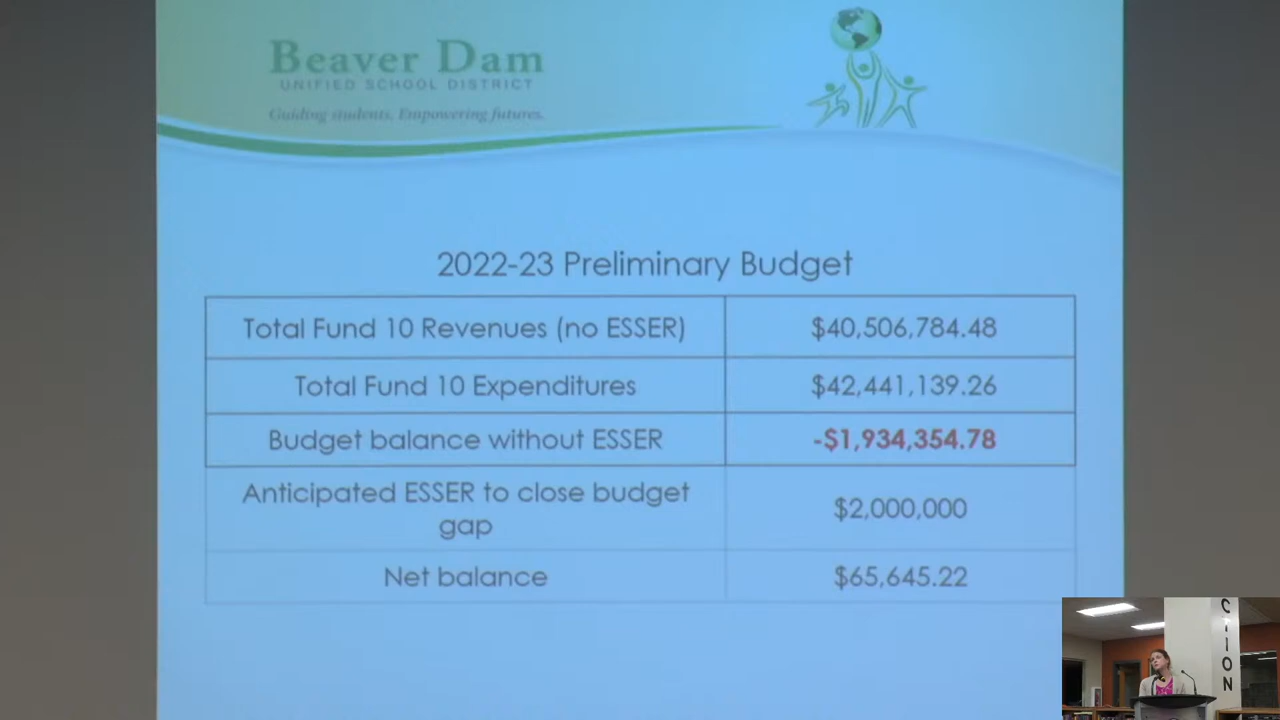 Beaver Dam
UNIFIED SCHOOL DISTRICT
Guiding students, Empowering futures.
2022-23 Preliminary Budget
Total Fund 10 Revenues (no ESSER) $40,506,784.48
Total Fund 10 Expenditures $42,441,139.26
Budget balance without ESSER -$1,934,354.78
Anticipated ESSER to close budget
gap $2,000,000
Net balance $65,645.22
C
T
I
O
N